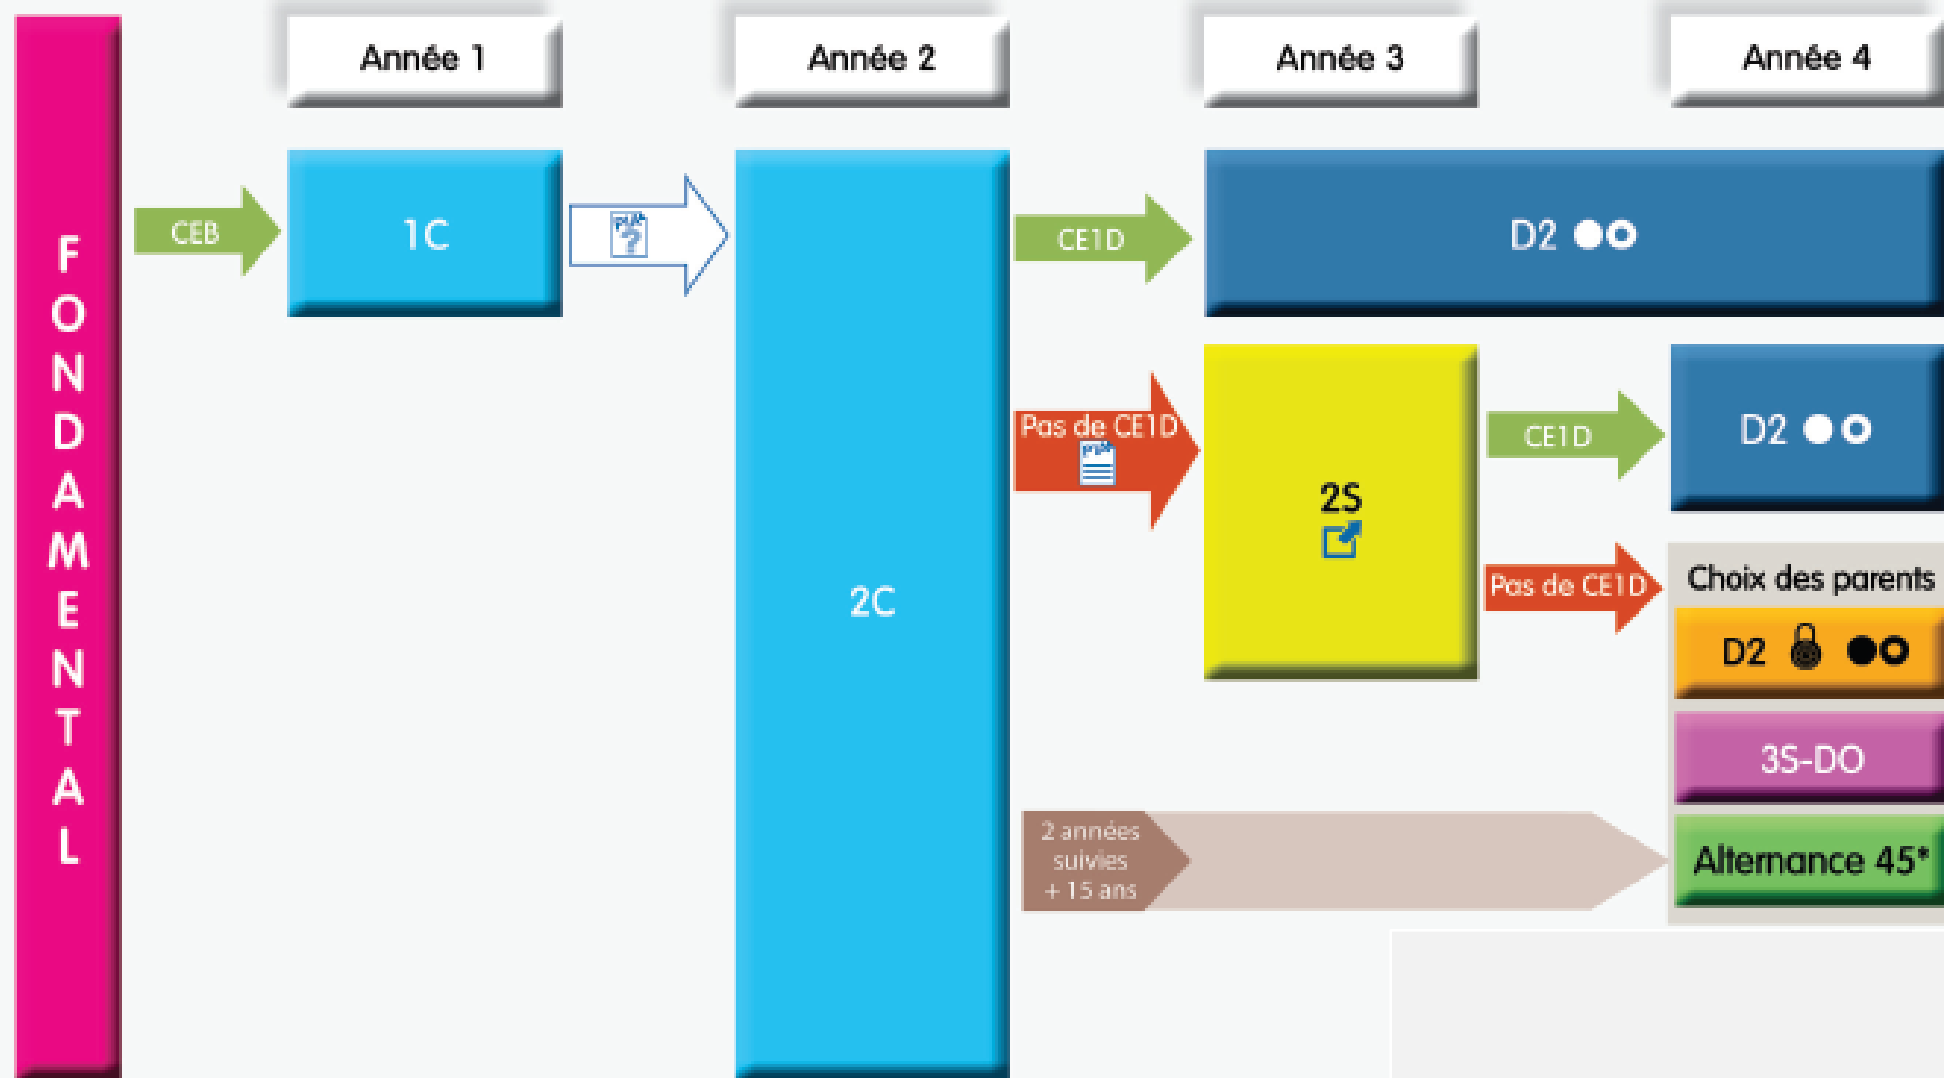 FONDAMENTAL
Année 1
Année 2
Année 3
Année 4
CEB
1C
PIA
?
2C
CE1D
D2
Pas de CE1D
PIA
2S
CE1D
D2
Pas de CE1D
Choix des parents
D2
3S-DO
Alternance 45*
2 années
suivies
+ 15 ans